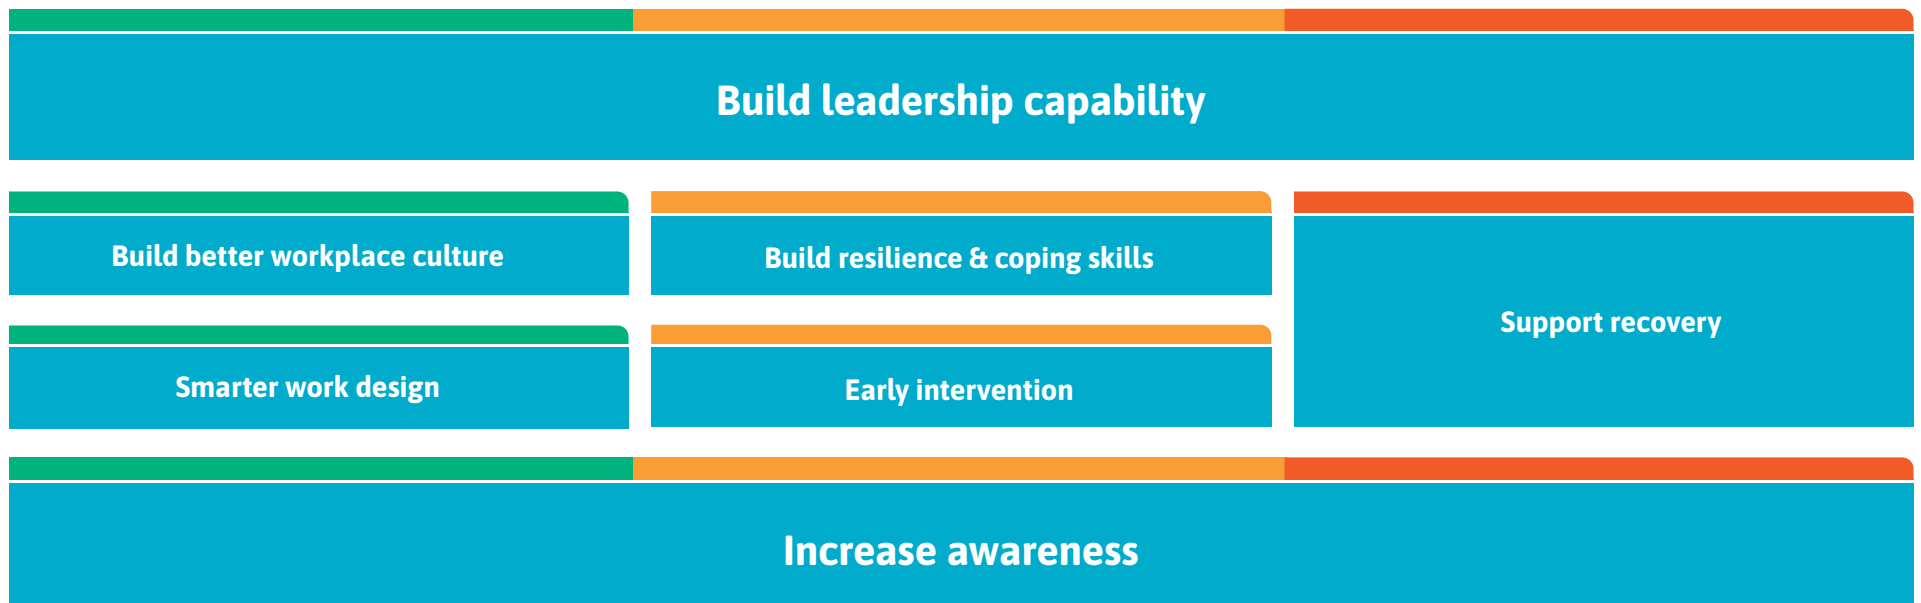 Build leadership capability
Build better workplace culture
Build resilience & coping skills
Support recovery
Smarter work design
Early intervention
Increase awareness